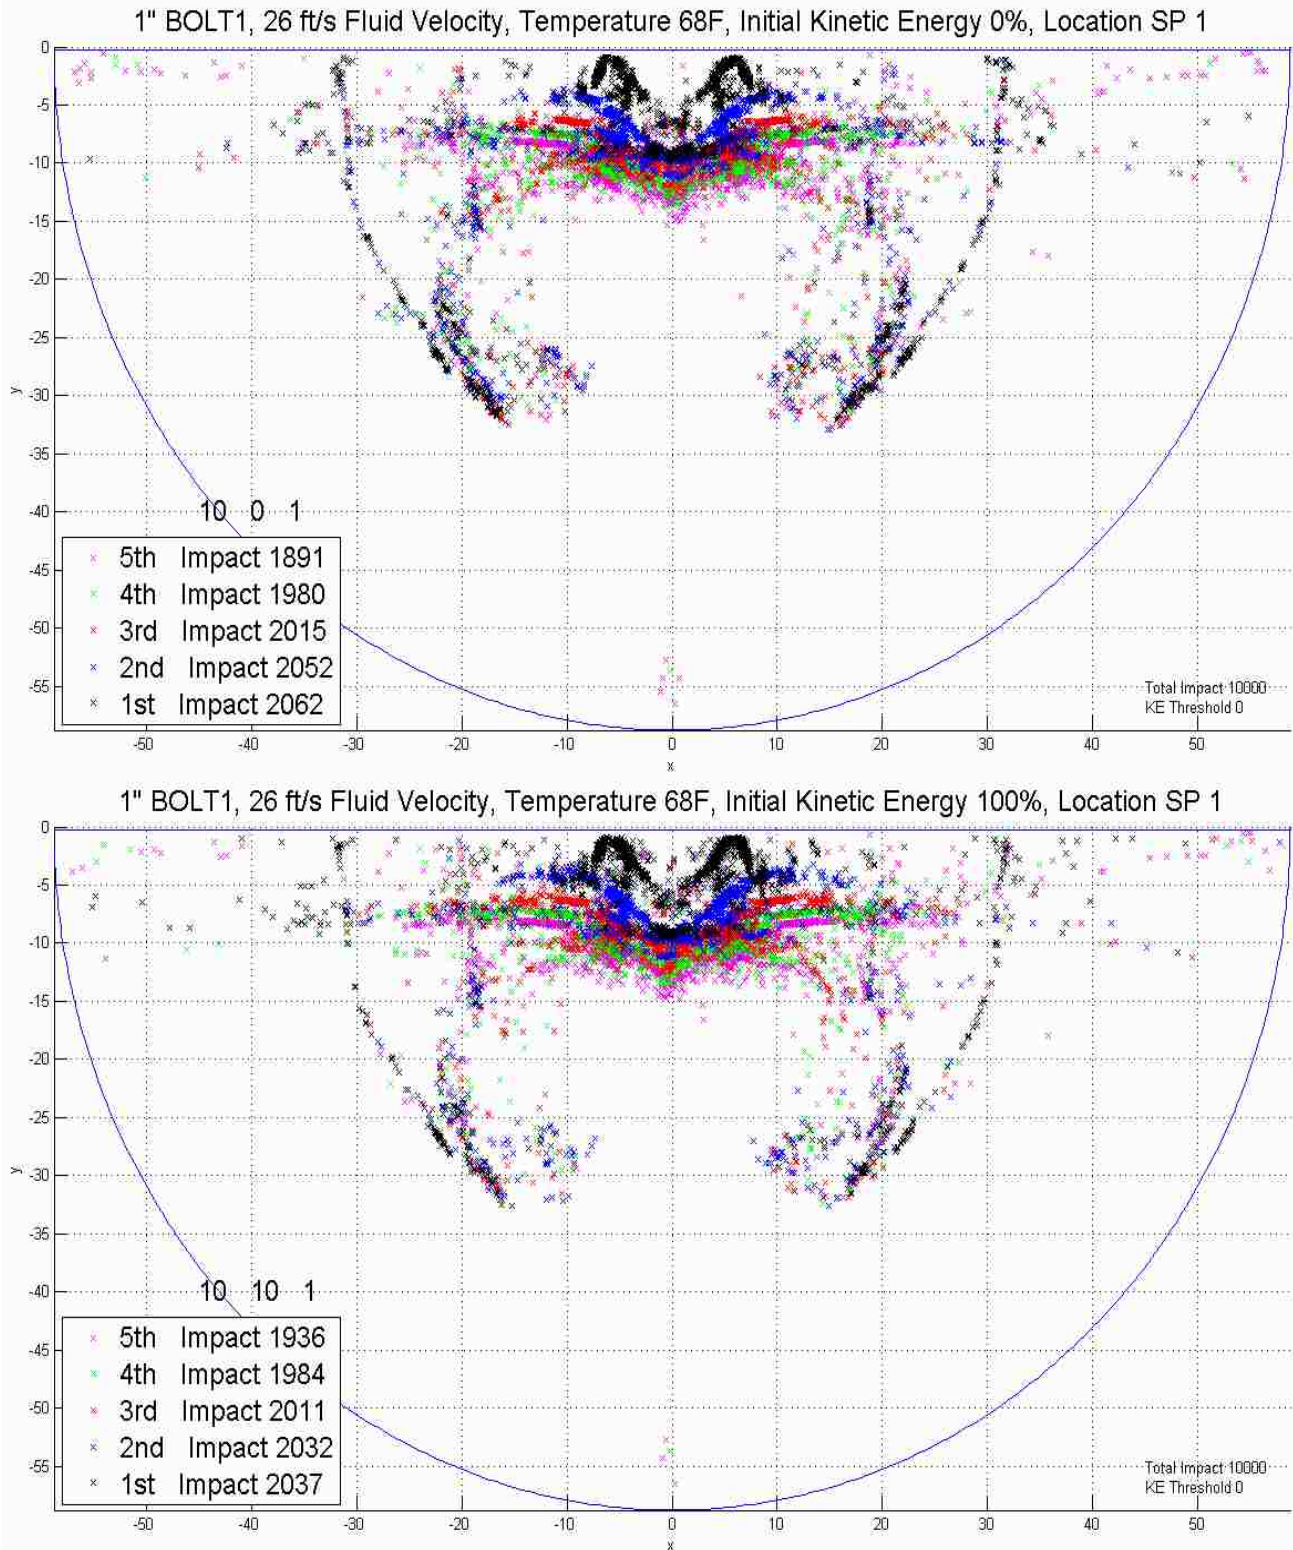 1" BOLT1, 26 ft/s Fluid Velocity, Temperature 68F, Initial Kinetic Energy 0%, Location SP 1
0
-5
-10
-15
-20
-25
-30
-35
-40
-45
-50
-55
y
10 0 1
5th Impact 1891
4th Impact 1980
3rd Impact 2015
2nd Impact 2052
1st Impact 2062
Total Impact 10000
KE Threshold 0
-50 -40 -30 -20 -10 0 10 20 30 40 50
x
1" BOLT1, 26 ft/s Fluid Velocity, Temperature 68F, Initial Kinetic Energy 100%, Location SP 1
0
-5
-10
-15
-20
-25
-30
-35
-40
-45
-50
-55
y
10 10 1
5th Impact 1936
4th Impact 1984
3rd Impact 2011
2nd Impact 2032
1st Impact 2037
Total Impact 10000
KE Threshold 0
-50 -40 -30 -20 -10 0 10 20 30 40 50
x